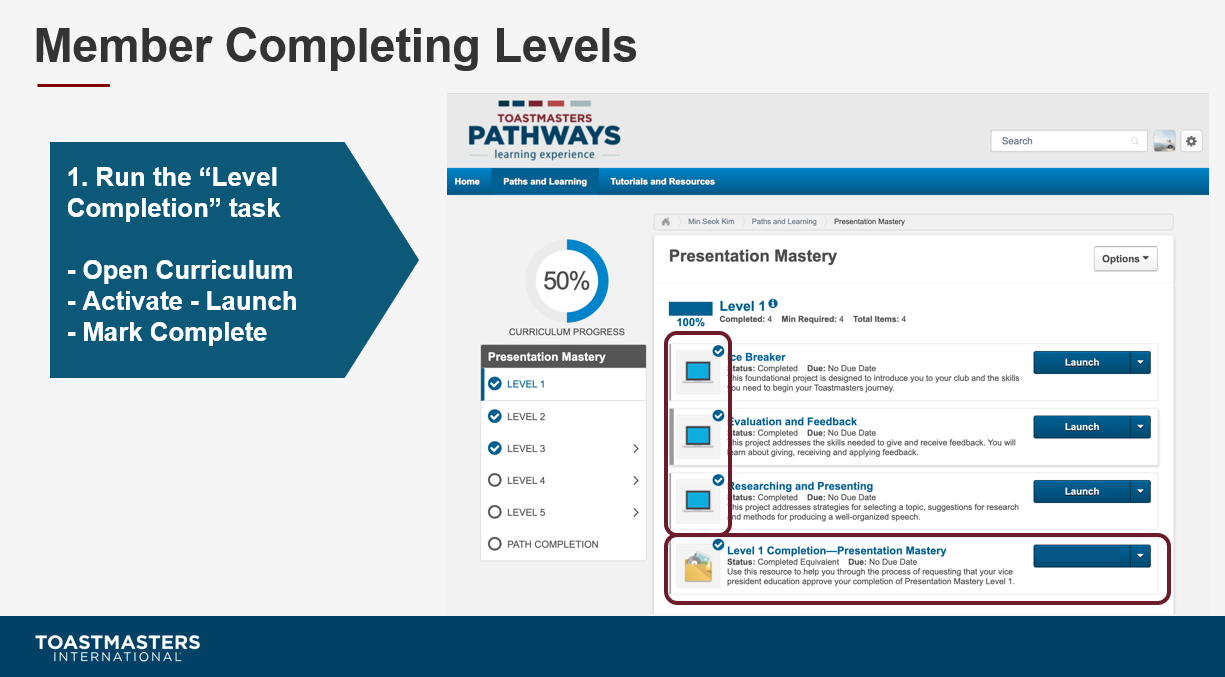 Member Completing Levels
1. Run the “Level
Completion” task
- Open Curriculum
- Activate - Launch
- Mark Complete
TOASTMASTERS
PATHWAYS
learning experience
Search
Home Paths and Learning Tutorials and Resources
Min Seok Kim Paths and Learning Presentation Mastery
50%
CURRICULUM PROGRESS
Presentation Mastery
LEVEL 1
LEVEL 2
LEVEL 3
LEVEL 4
LEVEL 5
PATH COMPLETION
Presentation Mastery
Options
Level 1
100%
Completed: 4 Min Required: 4 Total Items: 4
ce Breaker
Status: Completed Due: No Due Date
his foundational project is designed to introduce you to your club and the skills
you need to begin your Toastmasters journey.
Launch
Evaluation and Feedback
Status: Completed Due: No Due Date
his project addresses the skills needed to give and receive feedback. You will
earn about giving, receiving and applying feedback.
Launch
Researching and Presenting
Status: Completed Due: No Due Date
his project addresses strategies for selecting a topic, suggestions for research
and methods for producing a well-organized speech.
Launch
Level 1 Completion—Presentation Mastery
Status: Completed Equivalent Due: No Due Date
Use this resource to help you through the process of requesting that your vice
president education approve your completion of Presentation Mastery Level 1.
TOASTMASTERS
INTERNATIONAL